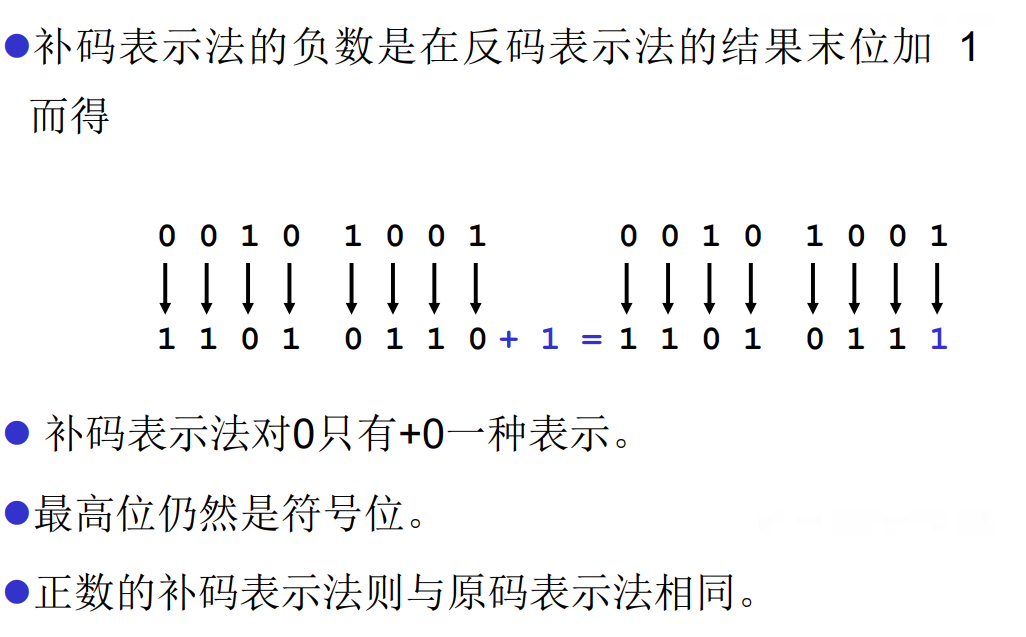 ●补码表示法的负数是在反码表示法的结果末位加 1
而得
0 0 1 0 1 0 0 1 0 0 1 0 1 0 0 1
1 1 0 1 0 1 1 0 + 1 = 1 1 0 1 0 1 1 1
● 补码表示法对0只有+0一种表示。
●最高位仍然是符号位。
●正数的补码表示法则与原码表示法相同。